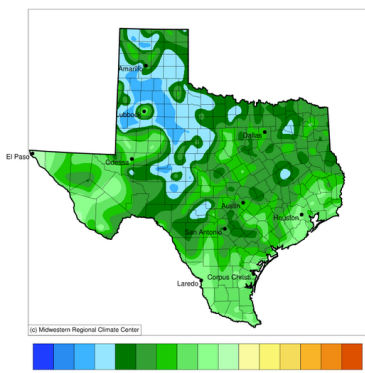 Amarillo
Lubbock
Dallas
El Paso
Odessa
Austin
Houston
San Antonio
Corpus Christi
Laredo
(c) Midwestern Regional Climate Center